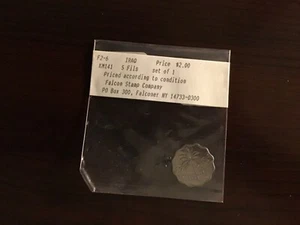 F2-6 IRAQ Price $2.00
KM141 5 Fils set of 1
Priced according to condition
Falcon Stamp Company
PO Box 300, Falconer NY 14733-0300